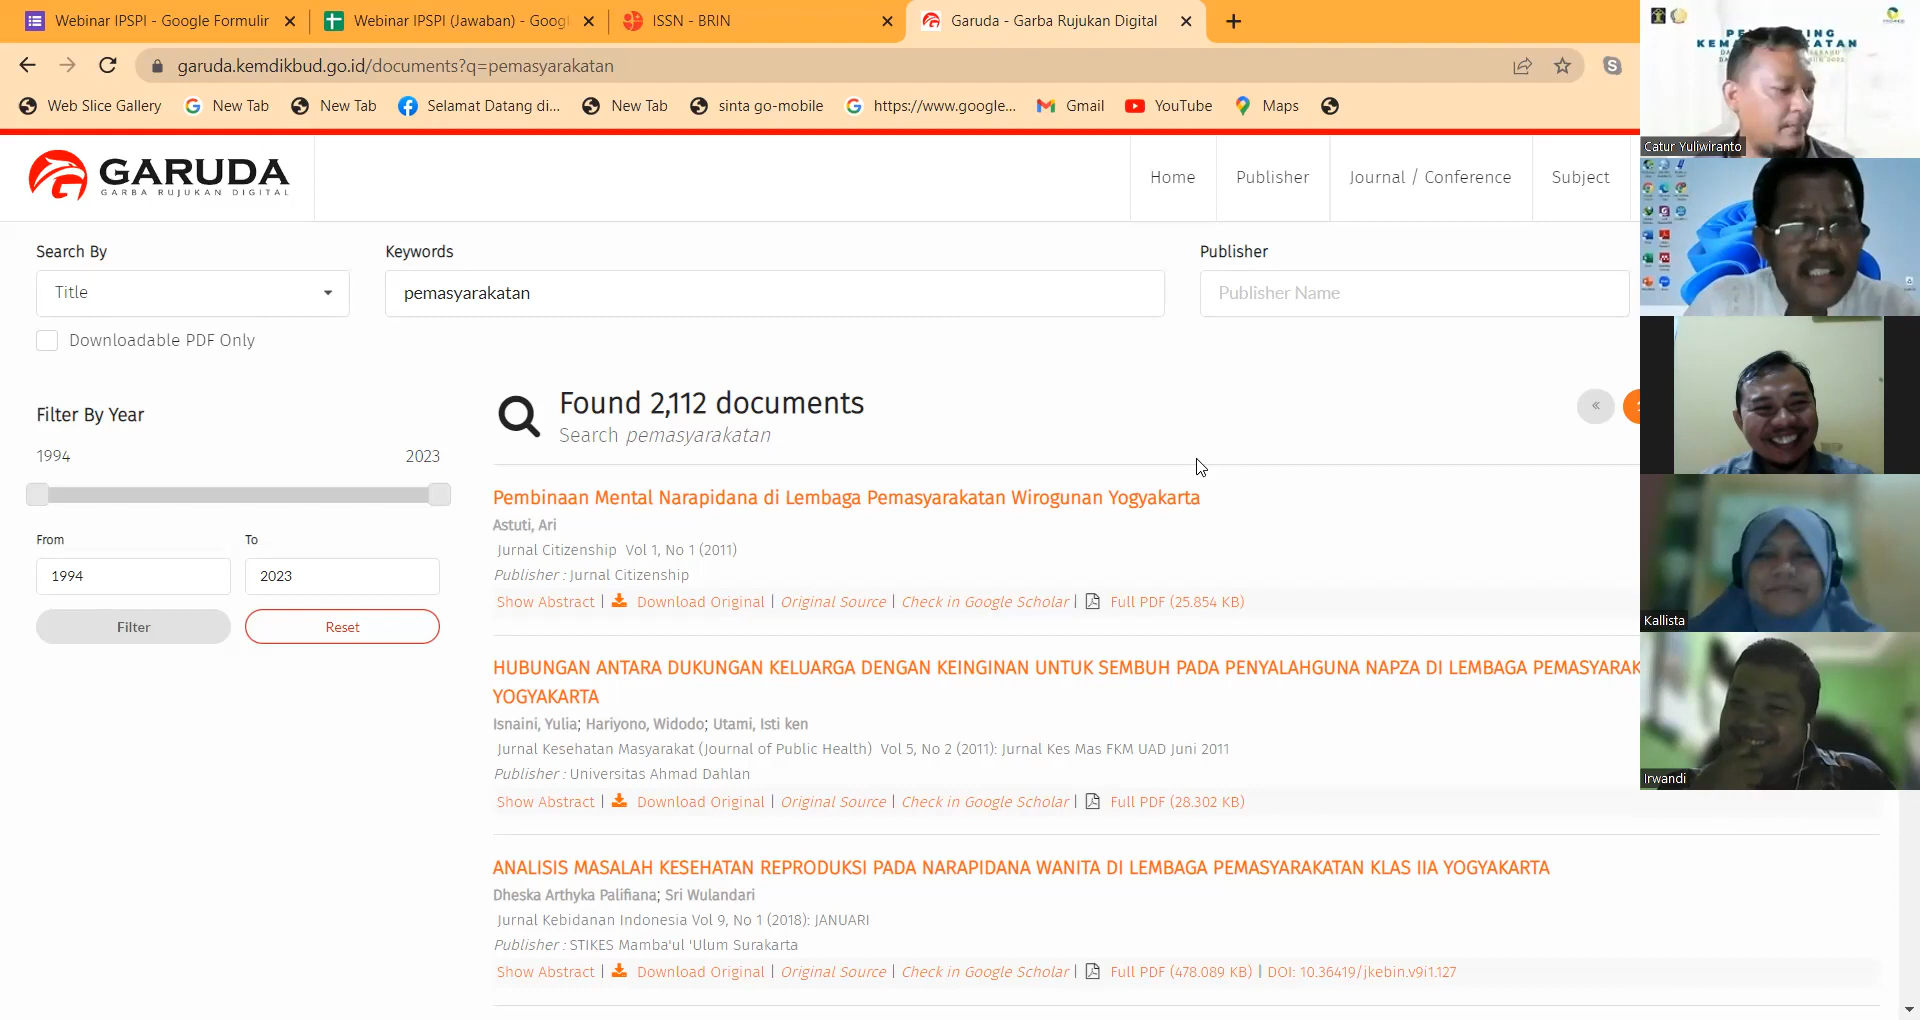 Webinar IPSPI - Google Formulir
Webinar IPSPI (Jawaban) - Googl
ISSN - BRIN
Garuda - Garba Rujukan Digital
garuda.kemdikbud.go.id/documents?q=pemasyarakatan
Web Slice Gallery
New Tab
New Tab
Selamat Datang di...
New Tab
sinta go-mobile
https://www.google...
Gmail
YouTube
Maps
GARUDA
GARBA RUJUKAN DIGITAL
Home
Publisher
Journal / Conference
Subject
Search By
Keywords
Publisher
Title
pemasyarakatan
Publisher Name
Downloadable PDF Only
Filter By Year
1994
2023
From
To
1994
2023
Filter
Reset
Found 2,112 documents
Search pemasyarakatan
«
Pembinaan Mental Narapidana di Lembaga Pemasyarakatan Wirogunan Yogyakarta
Astuti, Ari
Jurnal Citizenship Vol 1, No 1 (2011)
Publisher : Jurnal Citizenship
Show Abstract | Download Original | Original Source | Check in Google Scholar | Full PDF (25.854 KB)
HUBUNGAN ANTARA DUKUNGAN KELUARGA DENGAN KEINGINAN UNTUK SEMBUH PADA PENYALAHGUNA NAPZA DI LEMBAGA PEMASYARAK
YOGYAKARTA
Isnaini, Yulia; Hariyono, Widodo; Utami, Isti ken
Jurnal Kesehatan Masyarakat (Journal of Public Health) Vol 5, No 2 (2011): Jurnal Kes Mas FKM UAD Juni 2011
Publisher : Universitas Ahmad Dahlan
Show Abstract | Download Original | Original Source | Check in Google Scholar | Full PDF (28.302 KB)
ANALISIS MASALAH KESEHATAN REPRODUKSI PADA NARAPIDANA WANITA DI LEMBAGA PEMASYARAKATAN KLAS IIA YOGYAKARTA
Dheska Arthyka Palifiana; Sri Wulandari
Jurnal Kebidanan Indonesia Vol 9, No 1 (2018): JANUARI
Publisher : STIKES Mamba'ul 'Ulum Surakarta
Show Abstract | Download Original | Original Source | Check in Google Scholar | Full PDF (478.089 KB) | DOI: 10.36419/jkebin.v9i1.127
Catur Yuliwiranto
Kallista
Irwandi